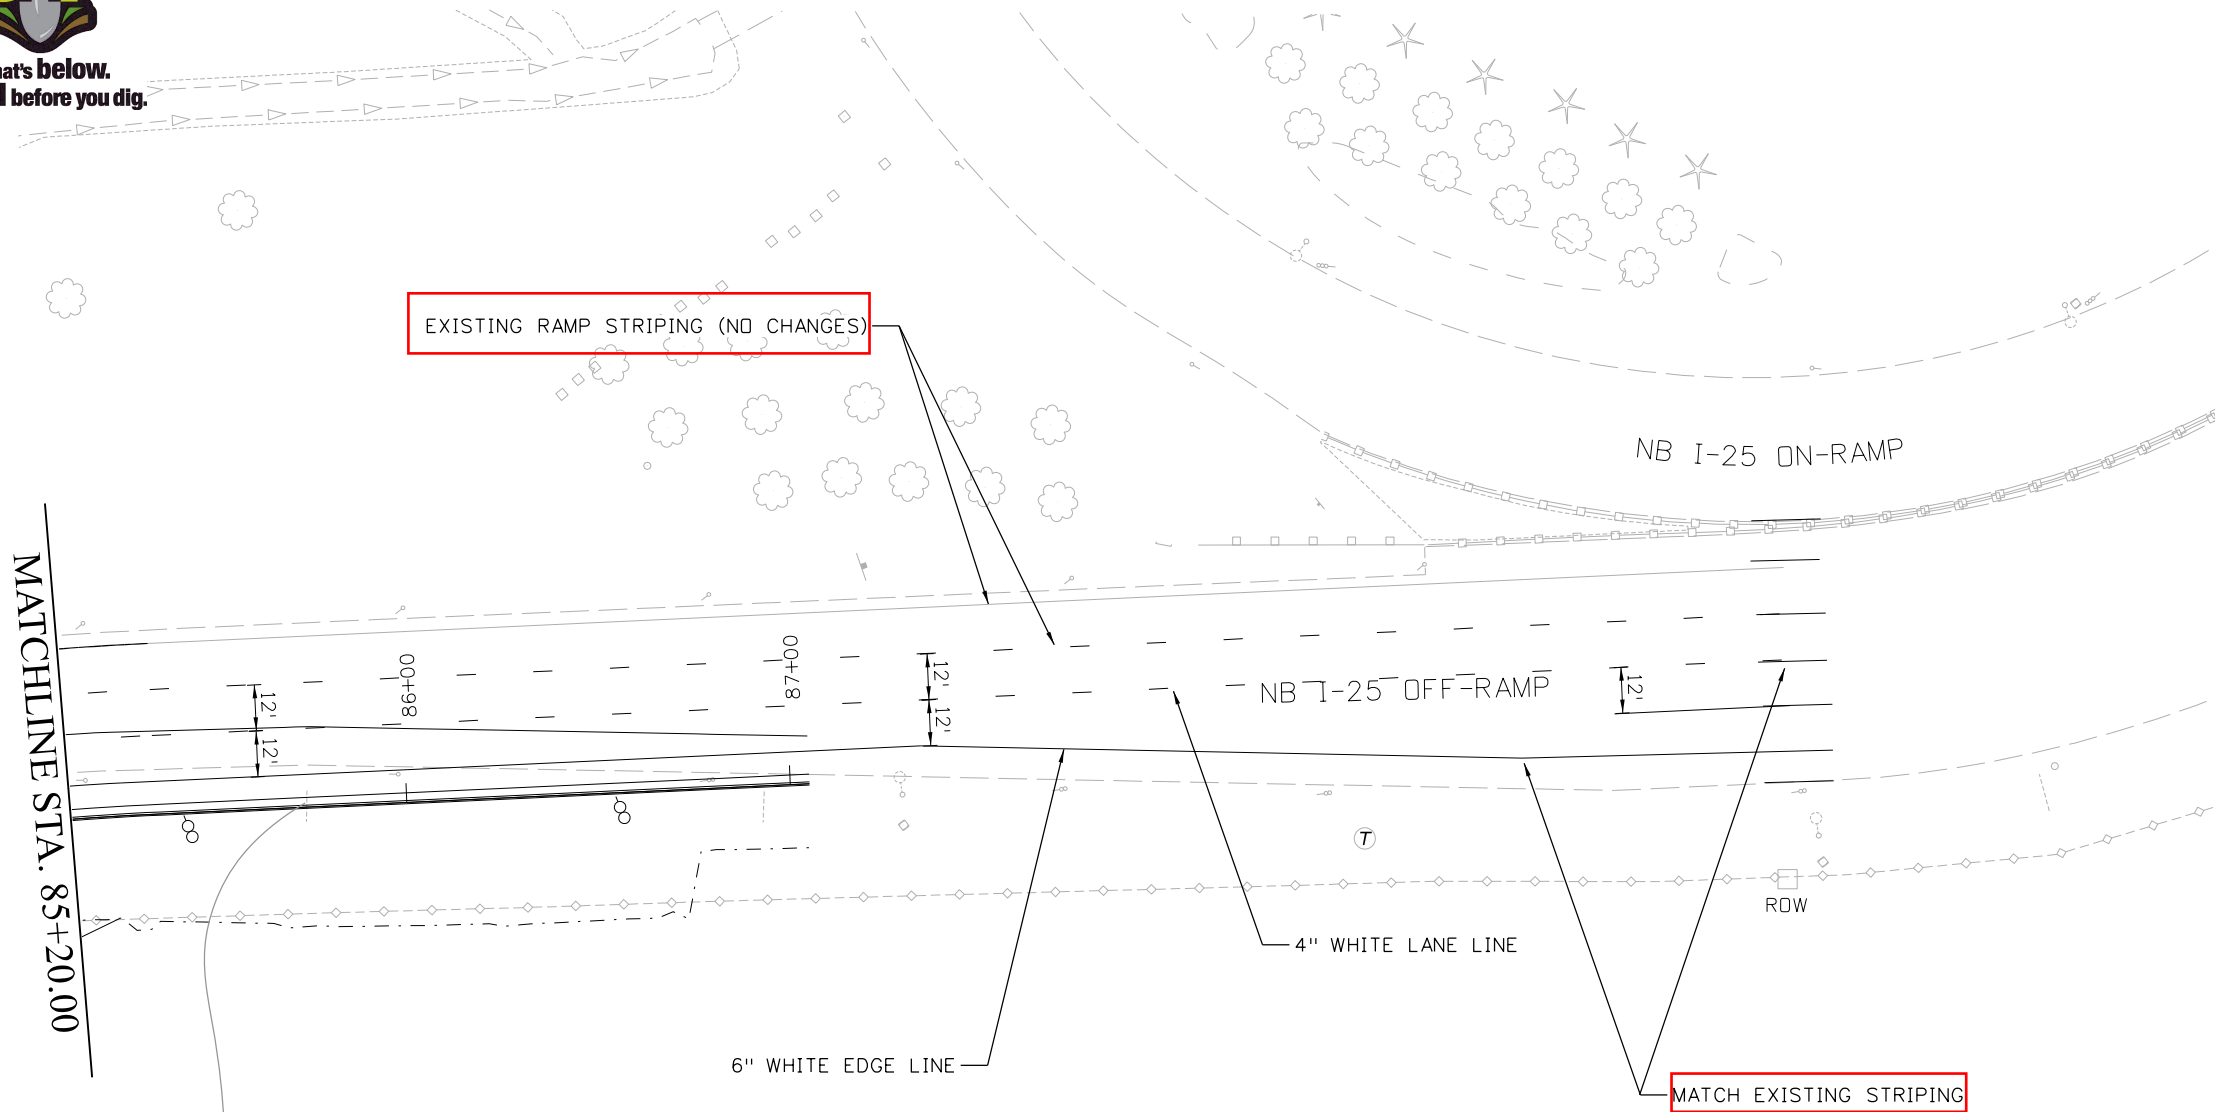 below.
before you dig.
EXISTING RAMP STRIPING (NO CHANGES)
NB I-25 ON-RAMP
MATCHLINE STA. 85+20.00
86+00
87+00
12'
12'
12'
12'
12'
NB I-25 OFF-RAMP
T
ROW
4" WHITE LANE LINE
6" WHITE EDGE LINE
MATCH EXISTING STRIPING